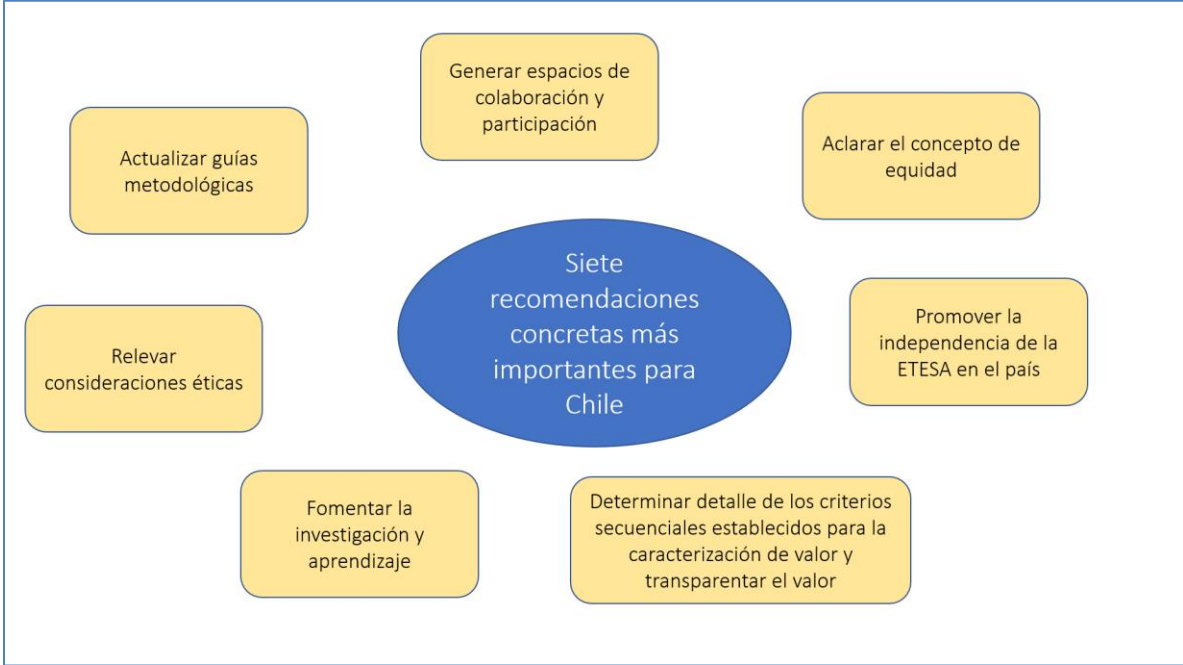 Generar espacios de
colaboración y
participación
Actualizar guías
metodológicas
Aclarar el concepto de
equidad
Siete
recomendaciones
concretas más
importantes para
Chile
Relevar
consideraciones éticas
Promover la
independencia de la
ETESA en el país
Fomentar la
investigación y
aprendizaje
Determinar detalle de los criterios
secuenciales establecidos para la
caracterización de valor y
transparentar el valor